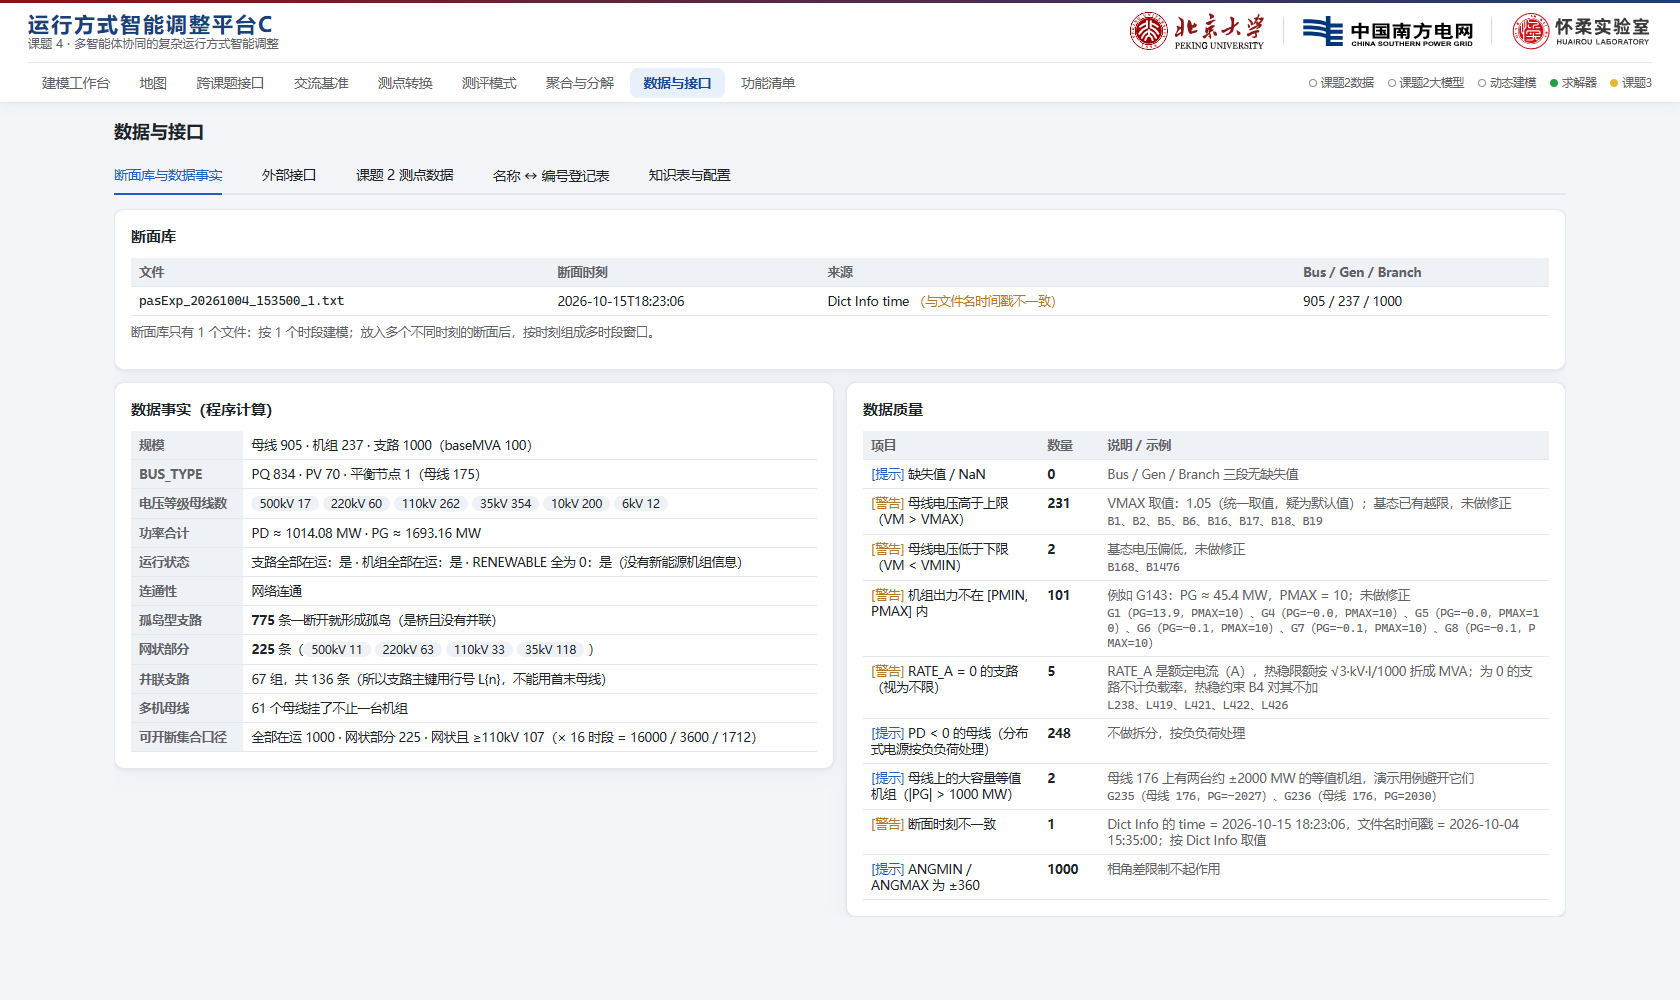 运行方式智能调整平台C
课题 4 · 多智能体协同的复杂运行方式智能调整
北京大学
PEKING UNIVERSITY
中国南方电网
CHINA SOUTHERN POWER GRID
怀柔实验室
HUAIROU LABORATORY
建模工作台 地图 跨课题接口 交流基准 测点转换 测评模式 聚合与分解 数据与接口 功能清单
课题2数据 课题2大模型 动态建模 求解器 课题3
数据与接口
断面库与数据事实 外部接口 课题 2 测点数据 名称 ↔ 编号登记表 知识表与配置
断面库
文件 断面时刻 来源 Bus / Gen / Branch
pasExp_20261004_153500_1.txt 2026-10-15T18:23:06 Dict Info time （与文件名时间戳不一致） 905 / 237 / 1000
断面库只有 1 个文件：按 1 个时段建模；放入多个不同时刻的断面后，按时刻组成多时段窗口。
数据事实（程序计算）
规模 母线 905 · 机组 237 · 支路 1000（baseMVA 100）
BUS_TYPE PQ 834 · PV 70 · 平衡节点 1（母线 175）
电压等级母线数 500kV 17 220kV 60 110kV 262 35kV 354 10kV 200 6kV 12
功率合计 PD ≈ 1014.08 MW · PG ≈ 1693.16 MW
运行状态 支路全部在运：是 · 机组全部在运：是 · RENEWABLE 全为 0：是（没有新能源机组信息）
连通性 网络连通
孤岛型支路 775 条一断开就形成孤岛（是桥且没有并联）
网状部分 225 条（ 500kV 11 220kV 63 110kV 33 35kV 118 ）
并联支路 67 组，共 136 条（所以支路主键用行号 L{n}，不能用首末母线）
多机母线 61 个母线挂了不止一台机组
可开断集合口径 全部在运 1000 · 网状部分 225 · 网状且 ≥110kV 107（× 16 时段 = 16000 / 3600 / 1712）
数据质量
项目 数量 说明 / 示例
[提示] 缺失值 / NaN 0 Bus / Gen / Branch 三段无缺失值
[警告] 母线电压高于上限 231 VMAX 取值：1.05（统一取值，疑为默认值）；基态已有越限，未做修正
（VM > VMAX） B1、B2、B5、B6、B16、B17、B18、B19
[警告] 母线电压低于下限 2 基态电压偏低，未做修正
（VM < VMIN） B168、B1476
[警告] 机组出力不在 [PMIN, 101 例如 G143：PG ≈ 45.4 MW，PMAX = 10；未做修正
PMAX] 内 G1（PG=13.9, PMAX=10）、G4（PG=-0.0, PMAX=10）、G5（PG=-0.0, PMAX=1
0）、G6（PG=-0.1, PMAX=10）、G7（PG=-0.1, PMAX=10）、G8（PG=-0.1, P
MAX=10）
[警告] RATE_A = 0 的支路 5 RATE_A 是额定电流（A），热稳限额按 √3·kV·I/1000 折成 MVA；为 0 的支
（视为不限） 路不计负载率，热稳约束 B4 对其不加
L238、L419、L421、L422、L426
[提示] PD < 0 的母线（分布 248 不做拆分，按负负荷处理
式电源按负负荷处理）
[提示] 母线上的大容量等值 2 母线 176 上有两台约 ±2000 MW 的等值机组，演示用例避开它们
机组（|PG| > 1000 MW） G235（母线 176, PG=-2027）、G236（母线 176, PG=2030）
[警告] 断面时刻不一致 1 Dict Info 的 time = 2026-10-15 18:23:06，文件名时间戳 = 2026-10-04
15:35:00；按 Dict Info 取值
[提示] ANGMIN / 1000 相角差限制不起作用
ANGMAX 为 ±360